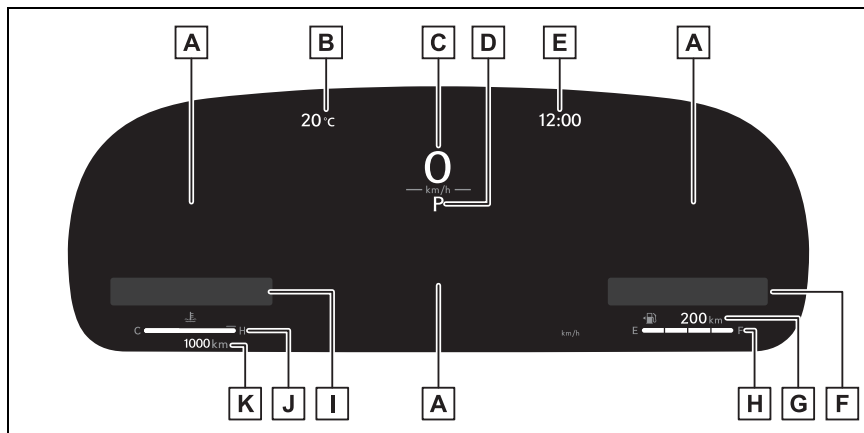 A B C D E A
20 °C 12:00
0
km/h
P
C H
1000 km
km/h
200 km
E F
K J I A H G F